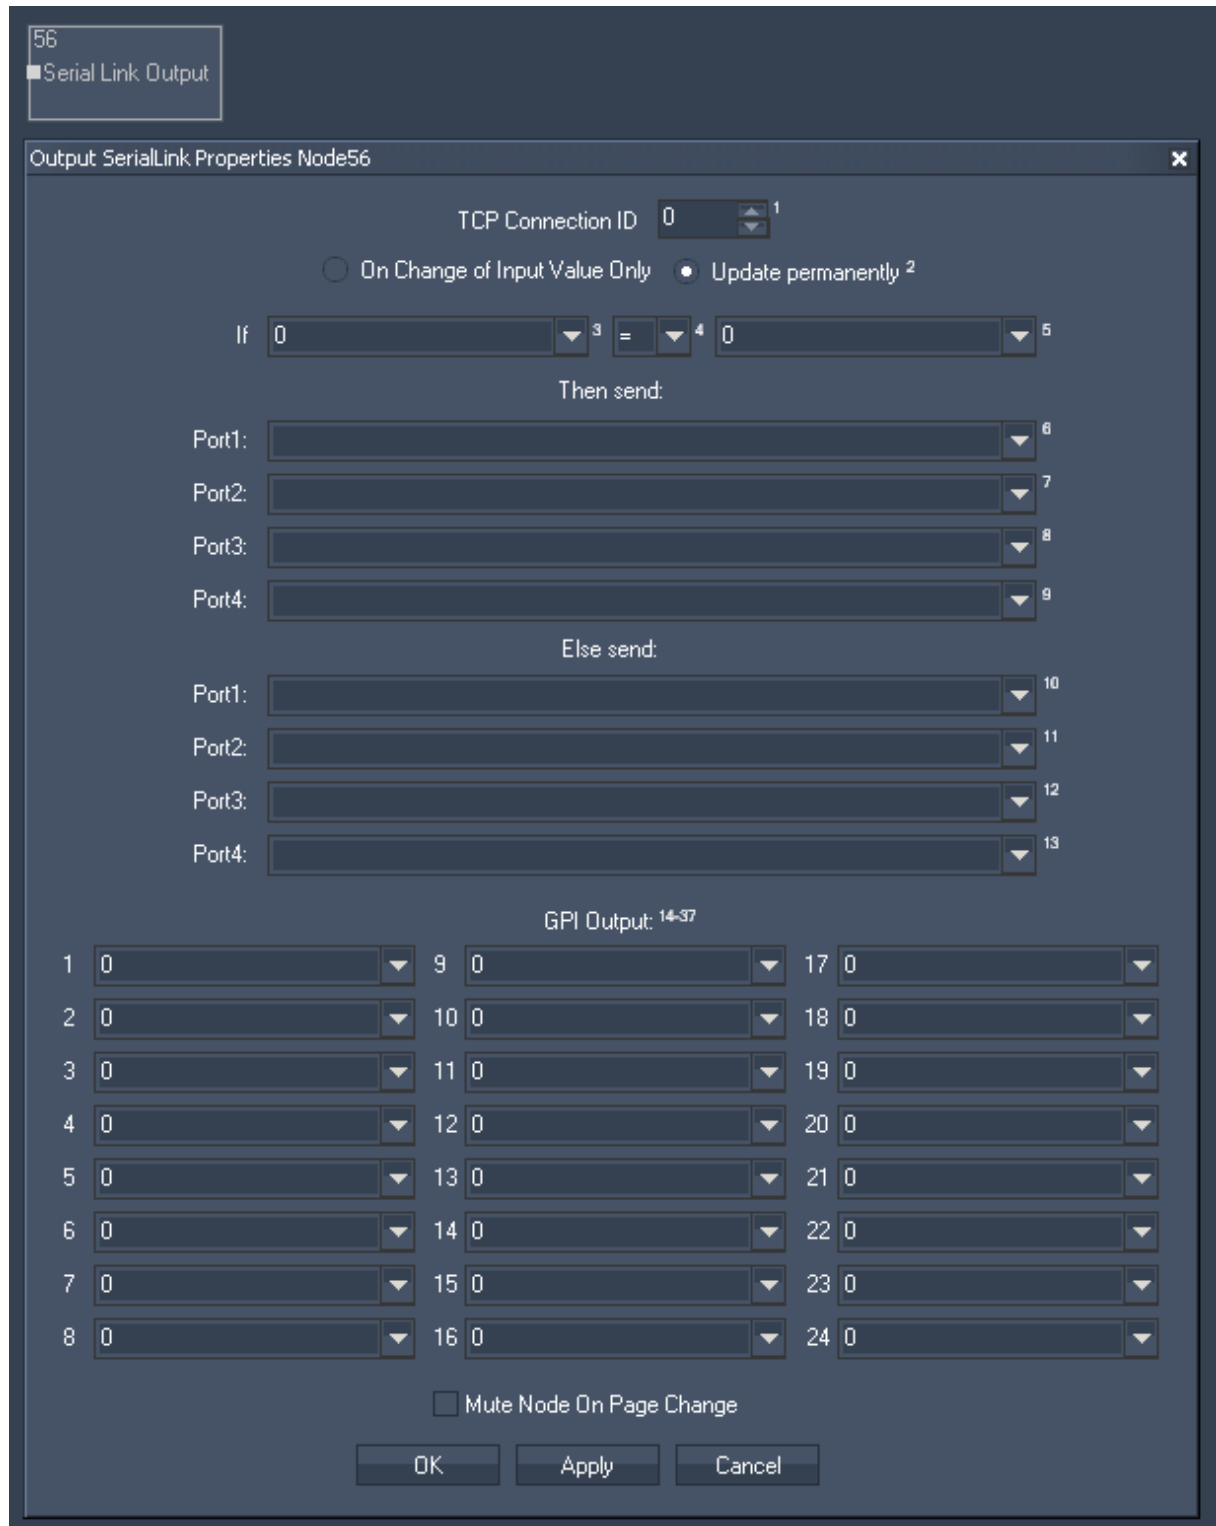 56
Serial Link Output
Output SerialLink Properties Node56
TCP Connection ID 0 1
On Change of Input Value Only Update permanently 2
If 0 3 = 4 0 5
Then send:
Port1: 6
Port2: 7
Port3: 8
Port4: 9
Else send:
Port1: 10
Port2: 11
Port3: 12
Port4: 13
GPI Output: 14-37
1 0 9 0 17 0
2 0 10 0 18 0
3 0 11 0 19 0
4 0 12 0 20 0
5 0 13 0 21 0
6 0 14 0 22 0
7 0 15 0 23 0
8 0 16 0 24 0
Mute Node On Page Change
OK Apply Cancel